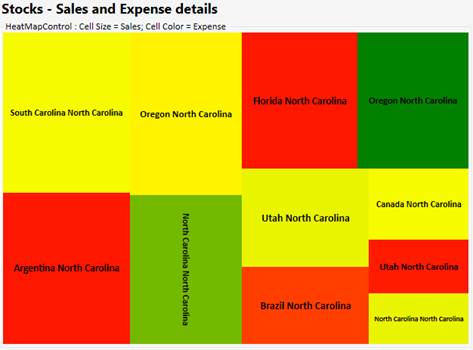 Stocks - Sales and Expense details
HeatMapControl : Cell Size = Sales; Cell Color = Expense
South Carolina North Carolina
Oregon North Carolina
Florida North Carolina
Oregon North Carolina
Argentina North Carolina
North Carolina North Carolina
Utah North Carolina
Canada North Carolina
Utah North Carolina
Brazil North Carolina
North Carolina North Carolina